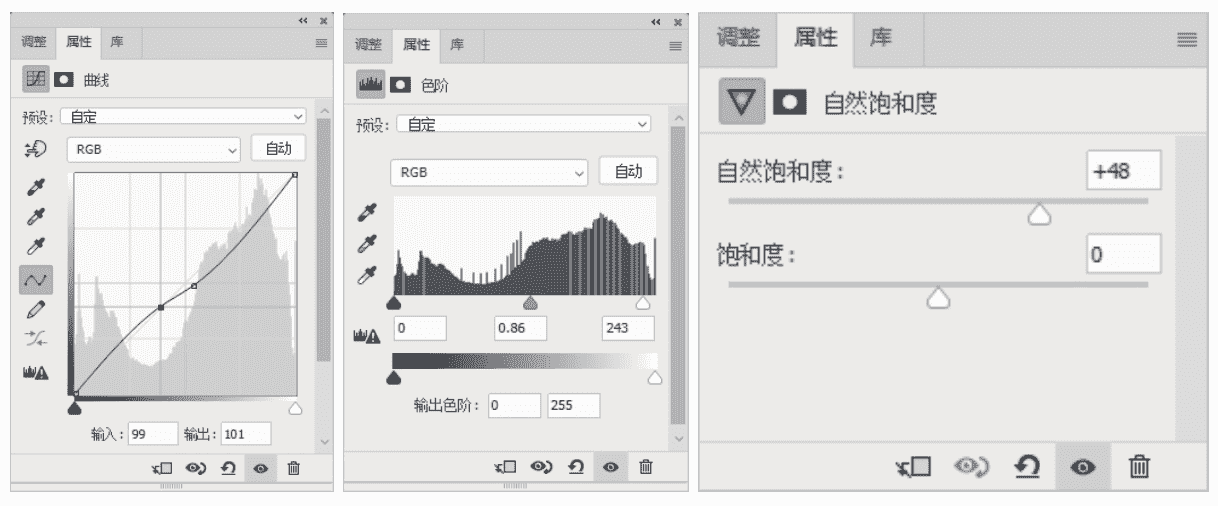 调整 属性 库
曲线
预设: 自定
RGB 自动
输入: 99 输出: 101
调整 属性 库
色阶
预设: 自定
RGB 自动
0 0.86 243
输出色阶: 0 255
调整 属性 库
自然饱和度
自然饱和度: +48
饱和度: 0